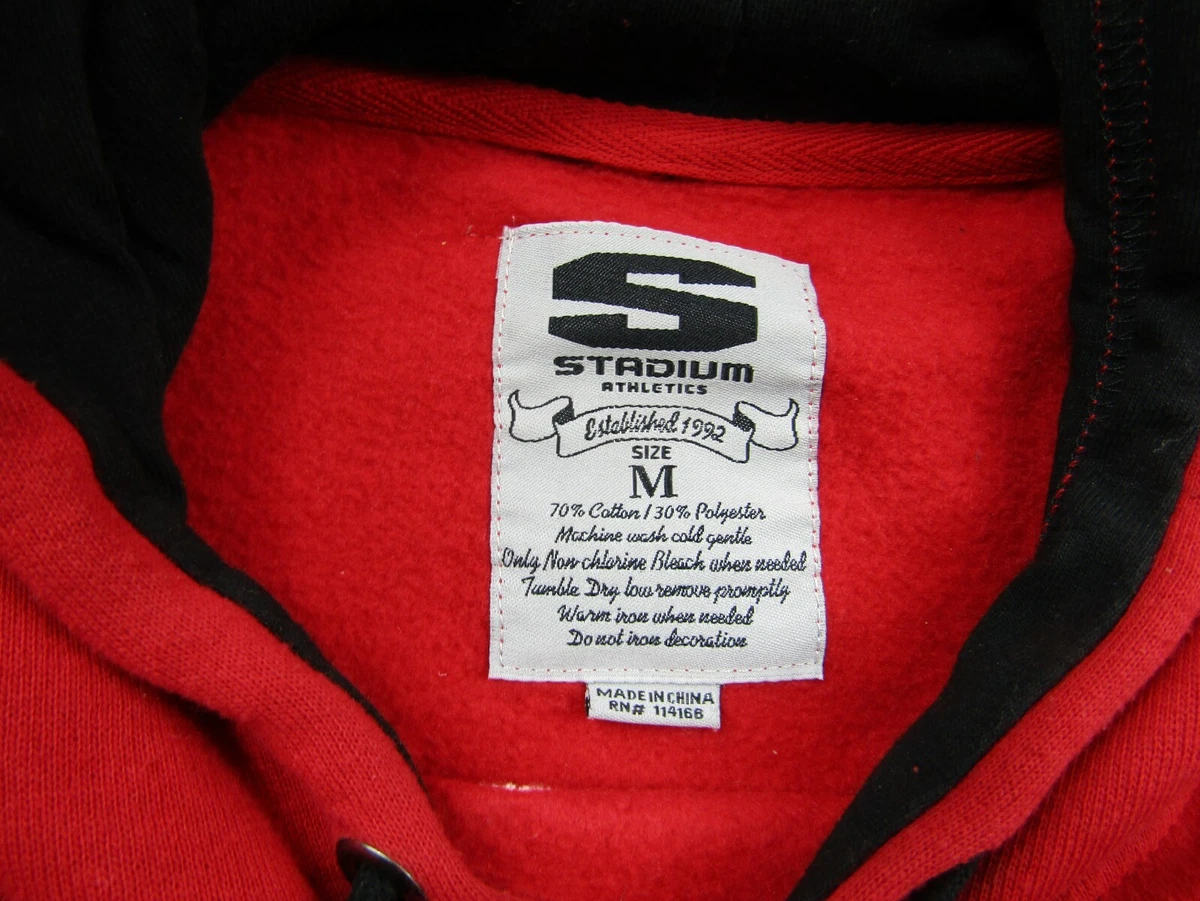 S
STADIUM
ATHLETICS
Established 1992
SIZE
M
70% Cotton / 30% Polyester
Machine wash cold gentle
Only Non-chlorine Bleach when needed
Tumble Dry low remove promptly
Warm iron when needed
Do not iron decoration
MADE IN CHINA
RN# 114166